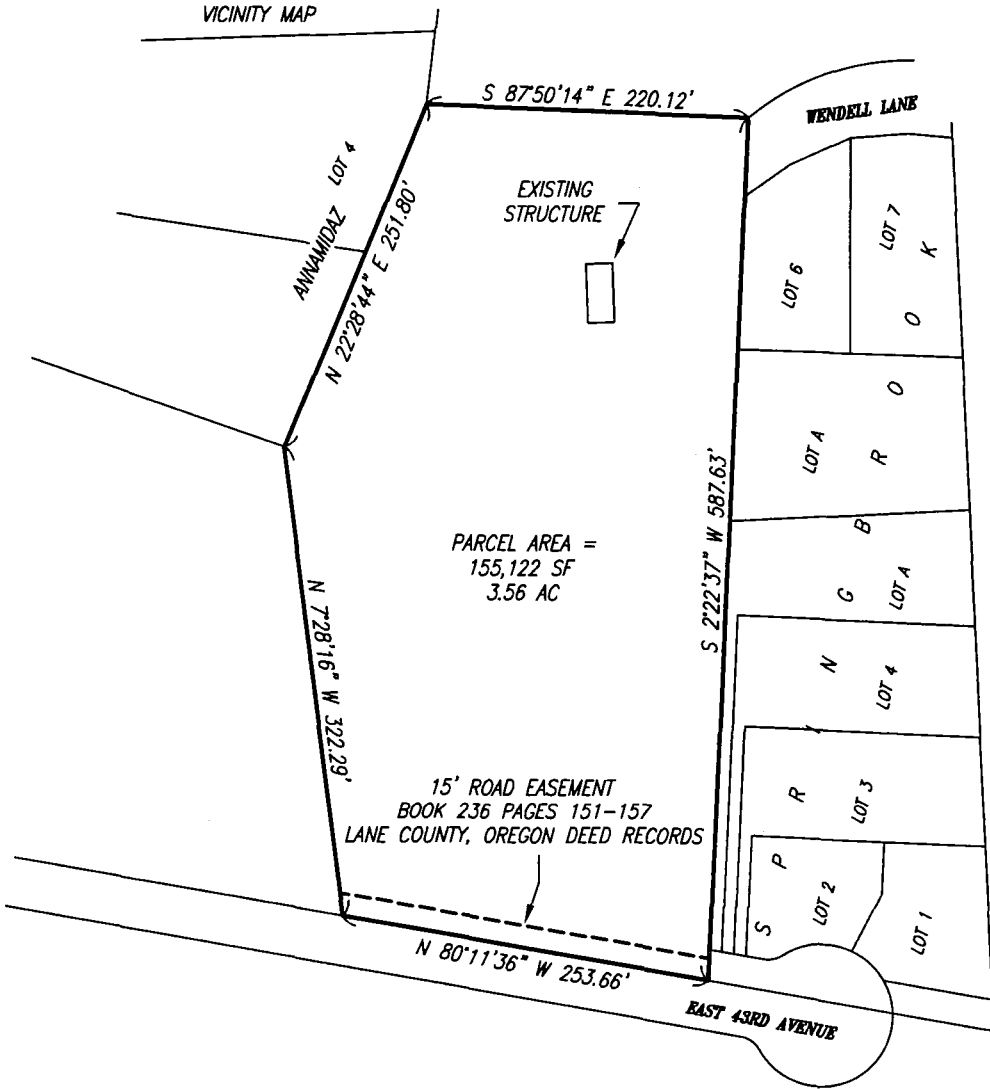 VICINITY MAP
S 87°50'14" E 220.12'
WENDELL LANE
ANNAMIDAZ LOT 4
N 22°28'44" E 251.80'
EXISTING
STRUCTURE
LOT 6
LOT 7
LOT A
S 2°22'37" W 587.63'
PARCEL AREA =
155,122 SF
3.56 AC
LOT A
LOT 4
N 7°28'16" W 322.29'
SPRINGBROOK
LOT 3
15' ROAD EASEMENT
BOOK 236 PAGES 151-157
LANE COUNTY, OREGON DEED RECORDS
LOT 2
LOT 1
N 80°11'36" W 253.66'
EAST 43RD AVENUE